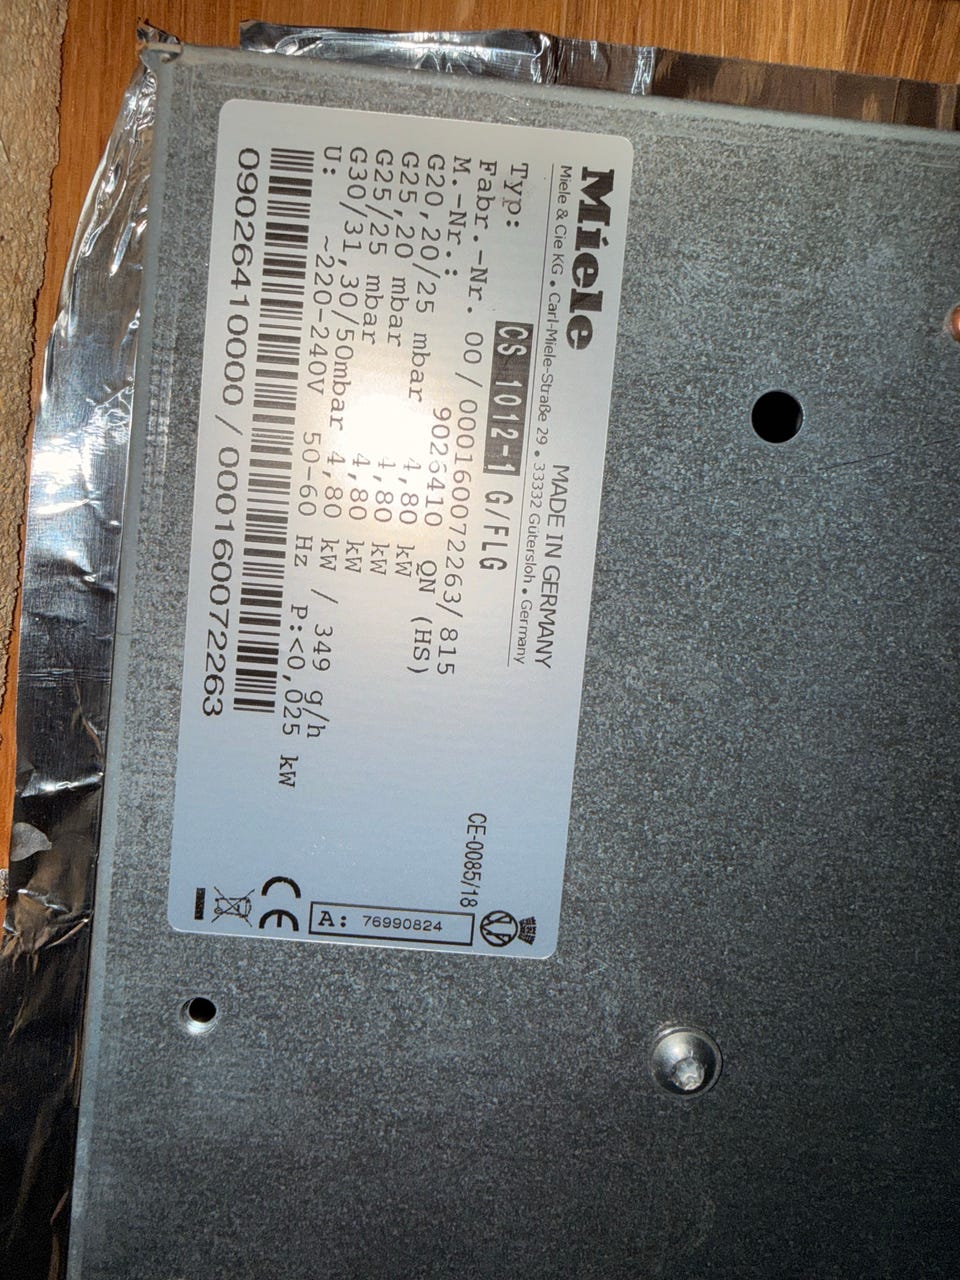 Miele
MADE IN GERMANY
Miele & Cie KG • Carl-Miele-Straße 29 • 33332 Gütersloh • Germany
Typ: CS 1012-1 G/FLG
Fabr.-Nr. 00/000160072263/815
M.-Nr.: 9026410 QN (HS)
G20,20/25 mbar 4,80 kW
G25,20 mbar 4,80 kW
G25/25 mbar 4,80 kW
G30/31,30/50mbar 4,80 kW / 349 g/h
U: ~220-240V 50-60 Hz P:<0,025 kW
09026410000 / 000160072263
CE-0085/18
A: 76990824
CE